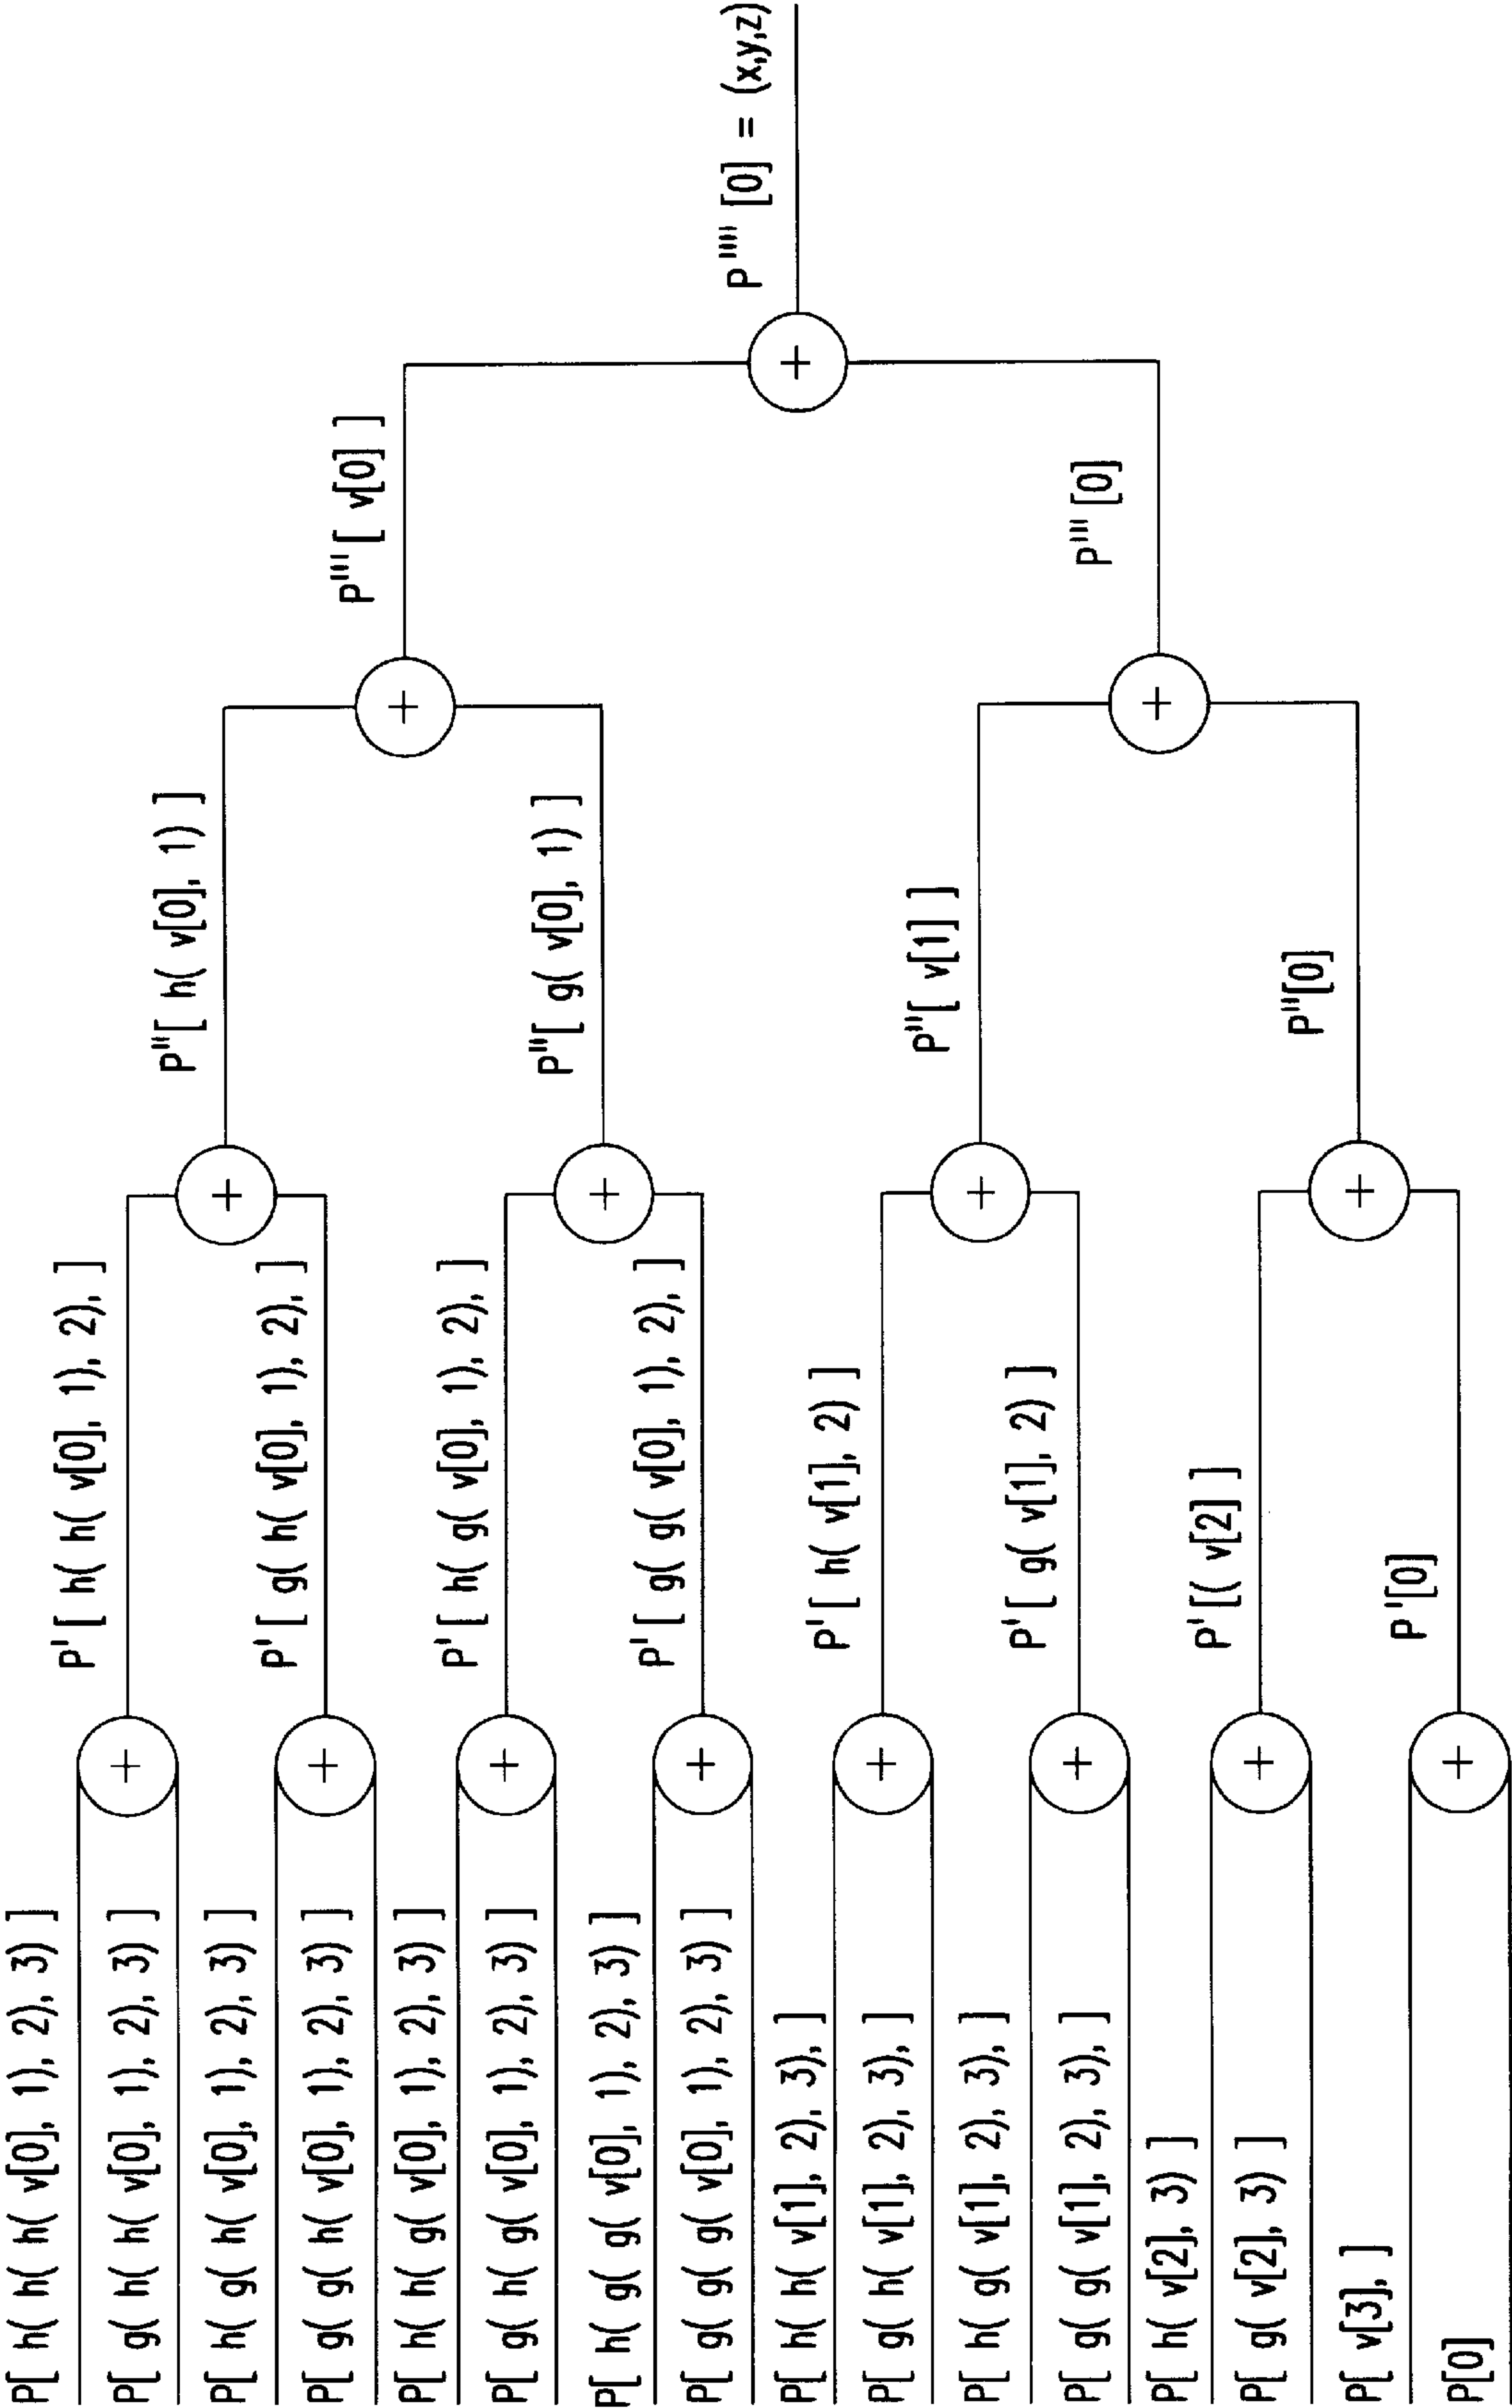 P[ h( h( h( v[0], 1), 2), 3) ]
P[ g( h( h( v[0], 1), 2), 3) ]
P[ h( g( h( v[0], 1), 2), 3) ]
P[ g( g( h( v[0], 1), 2), 3) ]
P[ h( h( g( v[0], 1), 2), 3) ]
P[ g( h( g( v[0], 1), 2), 3) ]
P[ h( g( g( v[0], 1), 2), 3) ]
P[ g( g( g( v[0], 1), 2), 3) ]
P[ h( h( v[1], 2), 3), ]
P[ g( h( v[1], 2), 3), ]
P[ h( g( v[1], 2), 3), ]
P[ g( g( v[1], 2), 3), ]
P[ h( v[2], 3) ]
P[ g( v[2], 3) ]
P[ v[3], ]
P[0]
+
+
+
+
+
+
+
+
P'[ h( h( v[0], 1), 2), ]
P'[ g( h( v[0], 1), 2), ]
P'[ h( g( v[0], 1), 2), ]
P'[ g( g( v[0], 1), 2), ]
P'[ h( v[1], 2) ]
P'[ g( v[1], 2) ]
P'[( v[2] ]
P'[0]
+
+
+
+
P''[ h( v[0], 1) ]
P''[ g( v[0], 1) ]
P''[ v[1] ]
P''[0]
+
+
P'''[ v[0] ]
P'''[0]
+
P''''[0] = (x,y,z)